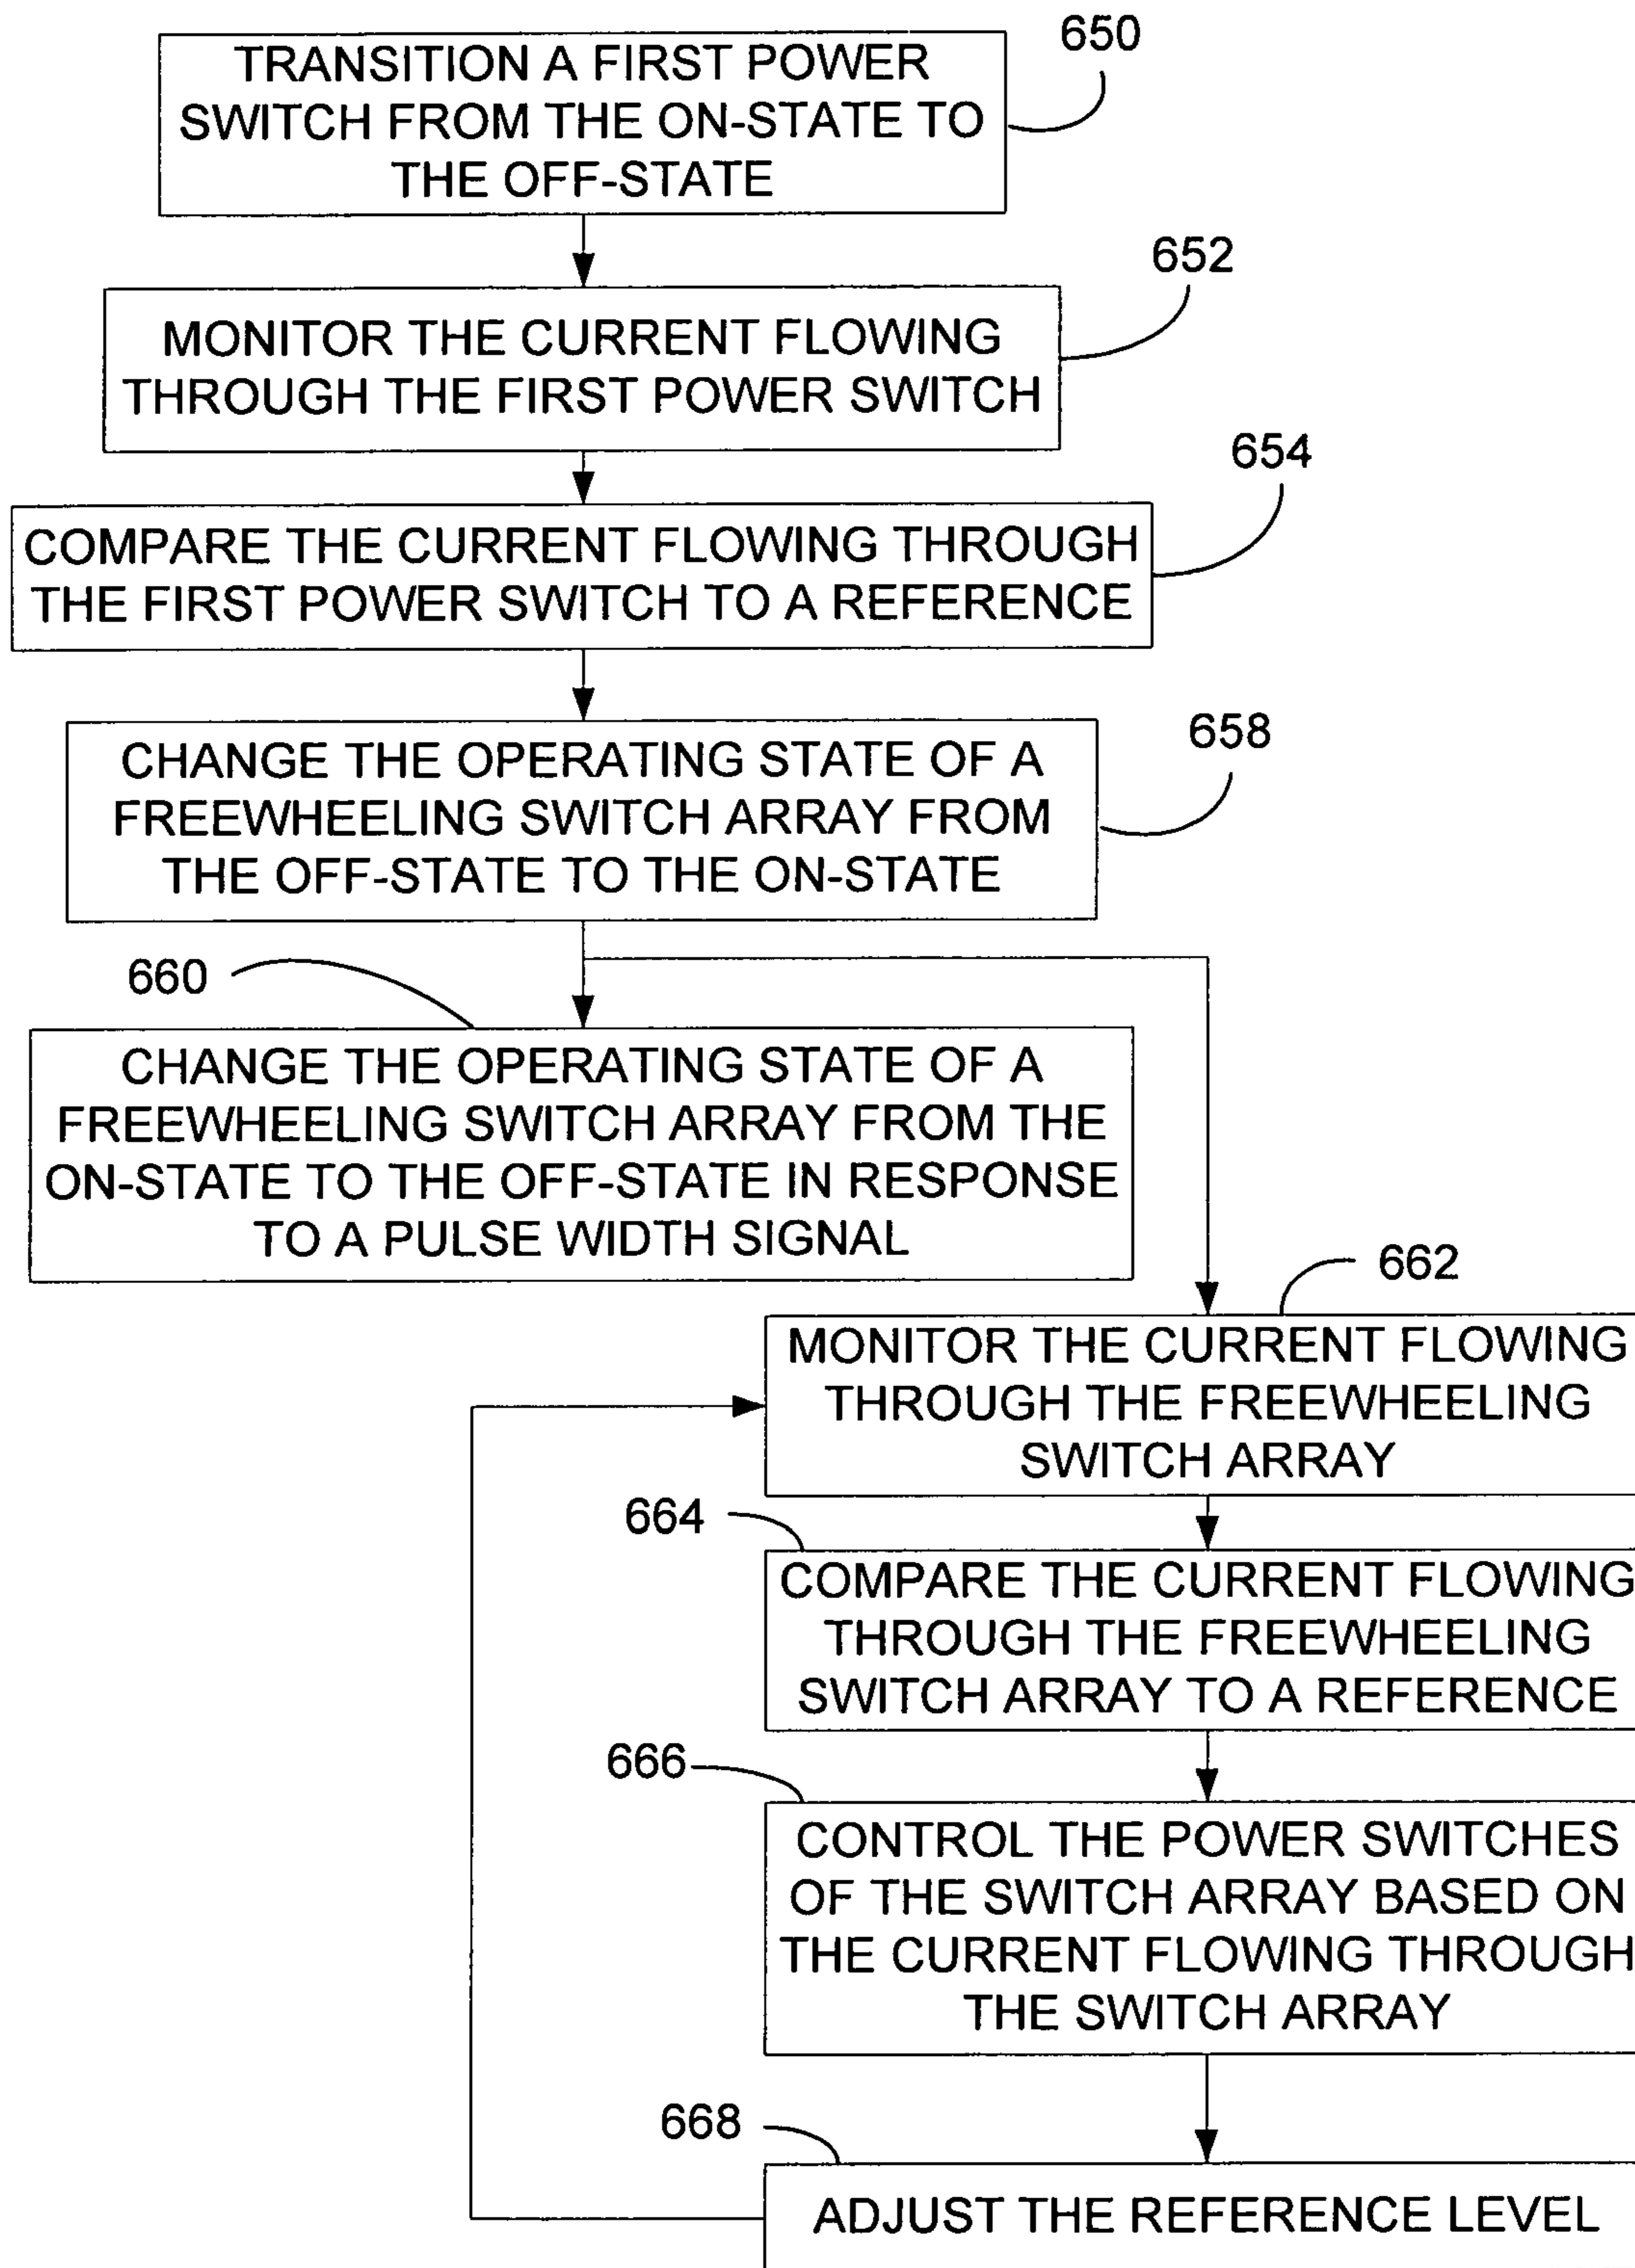 650
TRANSITION A FIRST POWER
SWITCH FROM THE ON-STATE TO
THE OFF-STATE
652
MONITOR THE CURRENT FLOWING
THROUGH THE FIRST POWER SWITCH
654
COMPARE THE CURRENT FLOWING THROUGH
THE FIRST POWER SWITCH TO A REFERENCE
658
CHANGE THE OPERATING STATE OF A
FREEWHEELING SWITCH ARRAY FROM
THE OFF-STATE TO THE ON-STATE
660
CHANGE THE OPERATING STATE OF A
FREEWHEELING SWITCH ARRAY FROM THE
ON-STATE TO THE OFF-STATE IN RESPONSE
TO A PULSE WIDTH SIGNAL
662
MONITOR THE CURRENT FLOWING
THROUGH THE FREEWHEELING
SWITCH ARRAY
664
COMPARE THE CURRENT FLOWING
THROUGH THE FREEWHEELING
SWITCH ARRAY TO A REFERENCE
666
CONTROL THE POWER SWITCHES
OF THE SWITCH ARRAY BASED ON
THE CURRENT FLOWING THROUGH
THE SWITCH ARRAY
668
ADJUST THE REFERENCE LEVEL